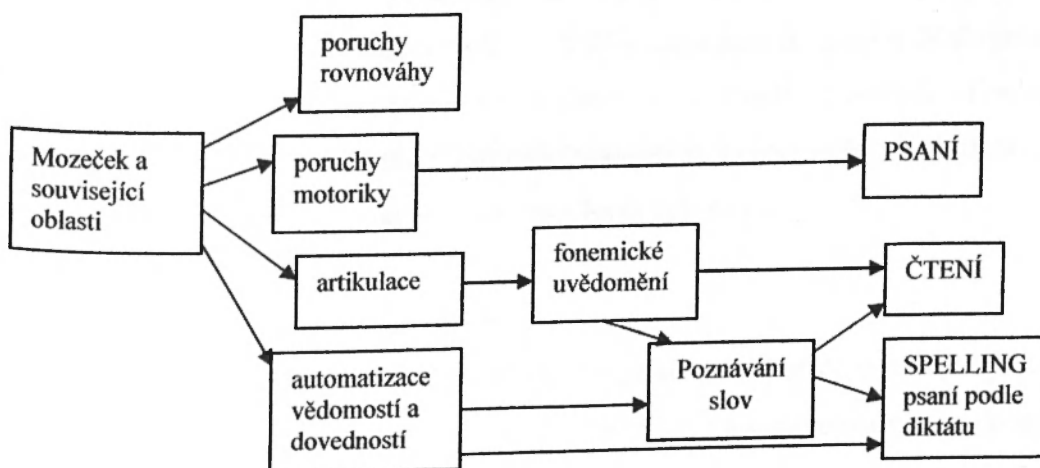 poruchy
rovnováhy
Mozeček a
související
oblasti
poruchy
motoriky
PSANÍ
artikulace
fonemické
uvědomění
ČTENÍ
automatizace
vědomostí a
dovedností
Poznávání
slov
SPELLING
psaní podle
diktátu